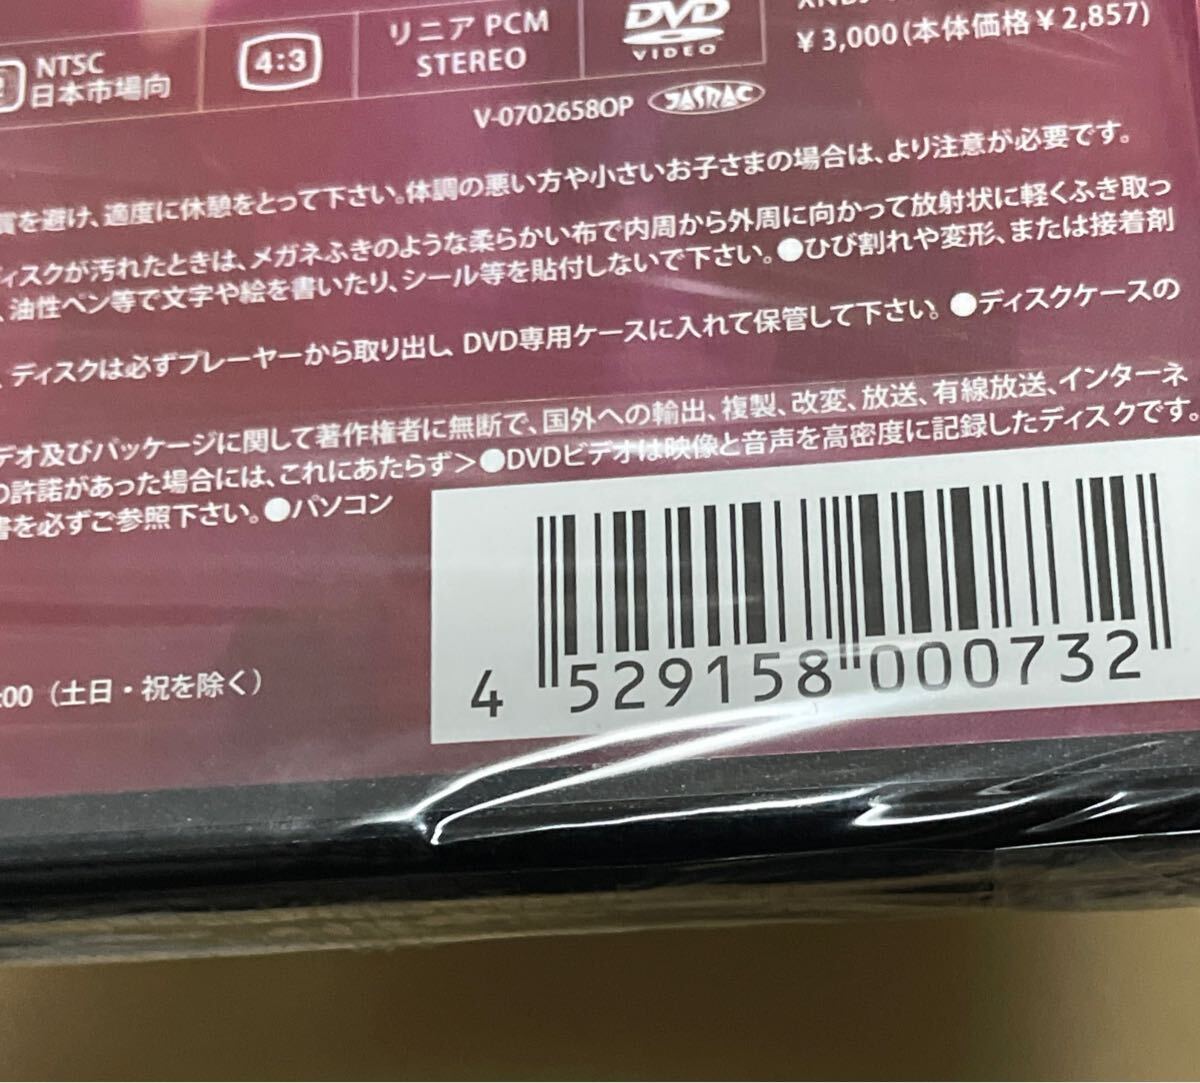 NTSC
日本市場向
4:3
リニア PCM
STEREO
DVD
VIDEO
¥3,000(本体価格¥2,857)
V-0702658OP
JASRAC
賞を避け、適度に休憩をとって下さい。体調の悪い方や小さいお子さまの場合は、より注意が必要です。
ィスクが汚れたときは、メガネふきのような柔らかい布で内周から外周に向かって放射状に軽くふき取っ
、油性ペン等で文字や絵を書いたり、シール等を貼付しないで下さい。●ひび割れや変形、または接着剤
、ディスクは必ずプレーヤーから取り出し、DVD専用ケースに入れて保管して下さい。●ディスクケースの
デオ及びパッケージに関して著作権者に無断で、国外への輸出、複製、改変、放送、有線放送、インターネ
の許諾があった場合には、これにあたらず>●DVDビデオは映像と音声を高密度に記録したディスクです。
書を必ずご参照下さい。●パソコン
:00（土日・祝を除く）
4 529158 000732